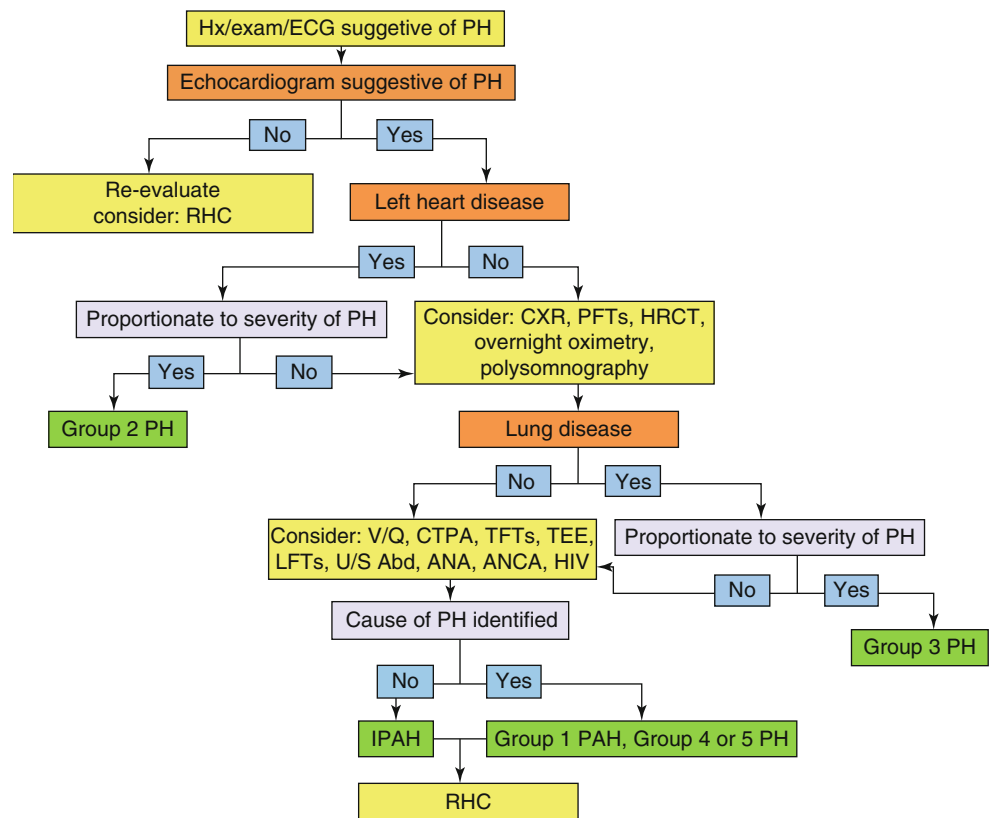 Hx/exam/ECG suggetive of PH
Echocardiogram suggestive of PH
No
Yes
Re-evaluate
consider: RHC
Left heart disease
Yes
No
Proportionate to severity of PH
Consider: CXR, PFTs, HRCT,
overnight oximetry,
polysomnography
Yes
No
Group 2 PH
Lung disease
No
Yes
Consider: V/Q, CTPA, TFTs, TEE,
LFTs, U/S Abd, ANA, ANCA, HIV
Proportionate to severity of PH
No
Yes
Cause of PH identified
Group 3 PH
No
Yes
IPAH
Group 1 PAH, Group 4 or 5 PH
RHC